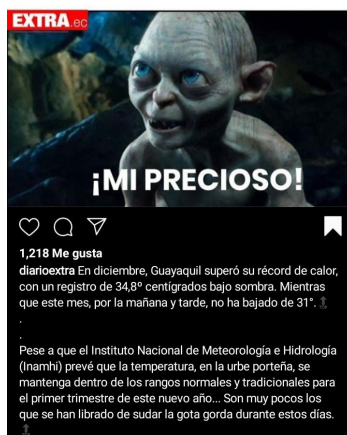 EXTRA.ec
¡MI PRECIOSO!
1,218 Me gusta
diarioextra En diciembre, Guayaquil superó su récord de calor,
con un registro de 34,8º centígrados bajo sombra. Mientras
que este mes, por la mañana y tarde, no ha bajado de 31°.
.
.
Pese a que el Instituto Nacional de Meteorología e Hidrología
(Inamhi) prevé que la temperatura, en la urbe porteña, se
mantenga dentro de los rangos normales y tradicionales para
el primer trimestre de este nuevo año... Son muy pocos los
que se han librado de sudar la gota gorda durante estos días.